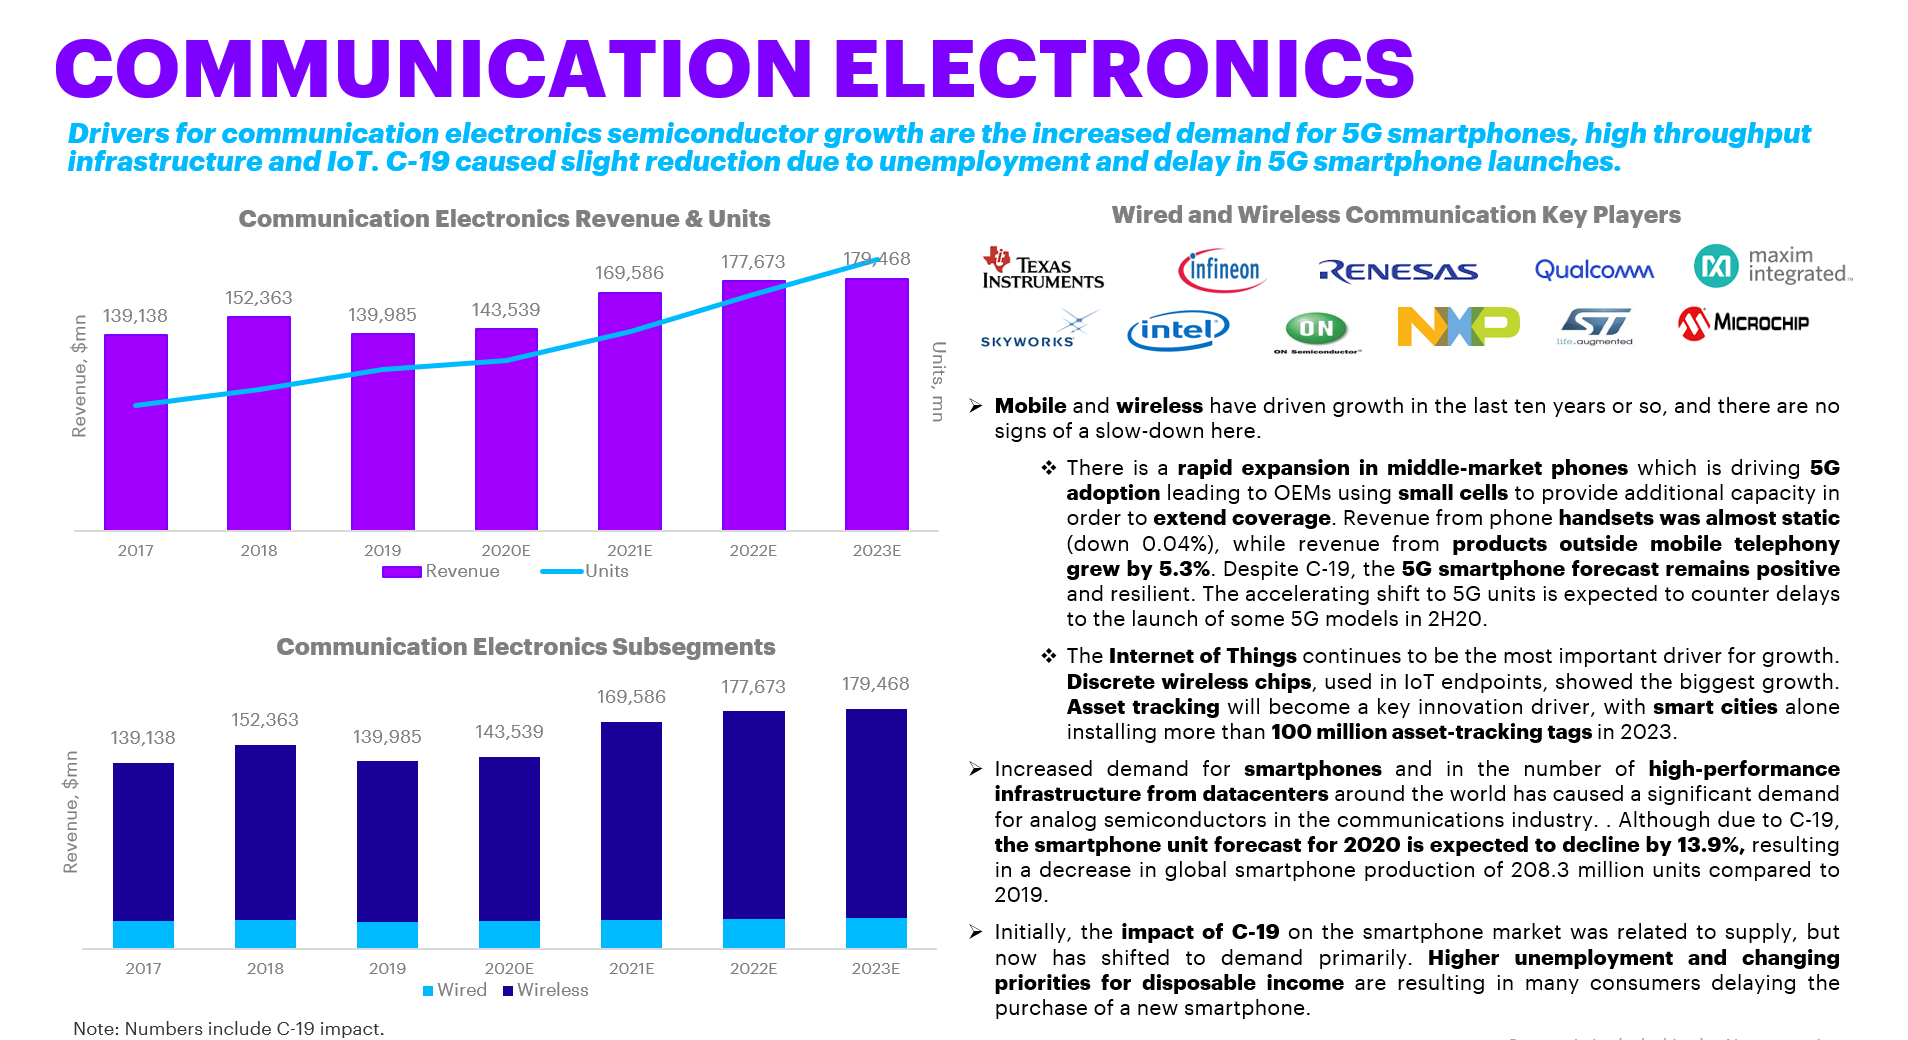 COMMUNICATION ELECTRONICS
Drivers for communication electronics semiconductor growth are the increased demand for 5G smartphones, high throughput
infrastructure and IoT. C-19 caused slight reduction due to unemployment and delay in 5G smartphone launches.
Communication Electronics Revenue & Units
Revenue, $mn
Units, mn
139,138
152,363
139,985
143,539
169,586
177,673
179,468
2017
2018
2019
2020E
2021E
2022E
2023E
Revenue
Units
Communication Electronics Subsegments
Revenue, $mn
139,138
152,363
139,985
143,539
169,586
177,673
179,468
2017
2018
2019
2020E
2021E
2022E
2023E
Wired
Wireless
Note: Numbers include C-19 impact.
Wired and Wireless Communication Key Players
TEXAS
INSTRUMENTS
infineon
RENESAS
Qualcomm
maxim
integrated™
SKYWORKS
intel
ON
ON Semiconductor™
NXP
ST
life.augmented
MICROCHIP
➢ Mobile and wireless have driven growth in the last ten years or so, and there are no
signs of a slow-down here.
❖ There is a rapid expansion in middle-market phones which is driving 5G
adoption leading to OEMs using small cells to provide additional capacity in
order to extend coverage. Revenue from phone handsets was almost static
(down 0.04%), while revenue from products outside mobile telephony
grew by 5.3%. Despite C-19, the 5G smartphone forecast remains positive
and resilient. The accelerating shift to 5G units is expected to counter delays
to the launch of some 5G models in 2H20.
❖ The Internet of Things continues to be the most important driver for growth.
Discrete wireless chips, used in IoT endpoints, showed the biggest growth.
Asset tracking will become a key innovation driver, with smart cities alone
installing more than 100 million asset-tracking tags in 2023.
➢ Increased demand for smartphones and in the number of high-performance
infrastructure from datacenters around the world has caused a significant demand
for analog semiconductors in the communications industry. . Although due to C-19,
the smartphone unit forecast for 2020 is expected to decline by 13.9%, resulting
in a decrease in global smartphone production of 208.3 million units compared to
2019.
➢ Initially, the impact of C-19 on the smartphone market was related to supply, but
now has shifted to demand primarily. Higher unemployment and changing
priorities for disposable income are resulting in many consumers delaying the
purchase of a new smartphone.